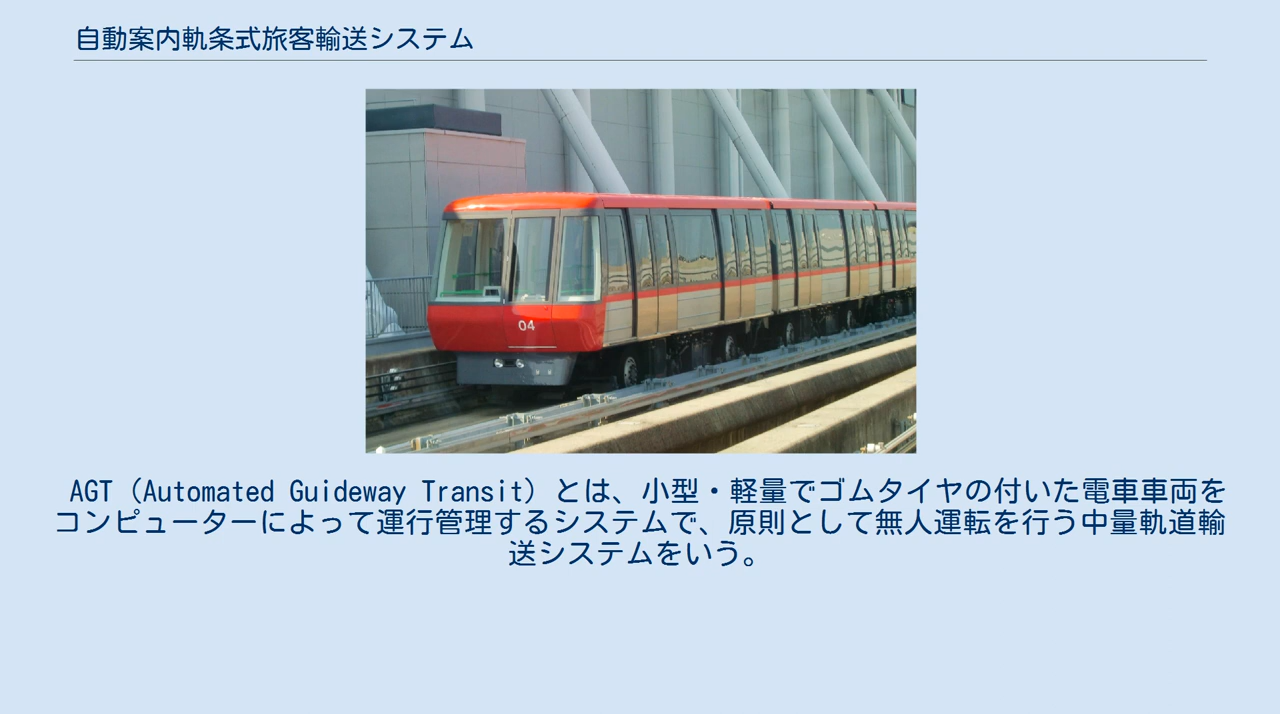 自動案内軌条式旅客輸送システム
04
AGT（Automated Guideway Transit）とは、小型・軽量でゴムタイヤの付いた電車車両を
コンピューターによって運行管理するシステムで、原則として無人運転を行う中量軌道輸
送システムをいう。